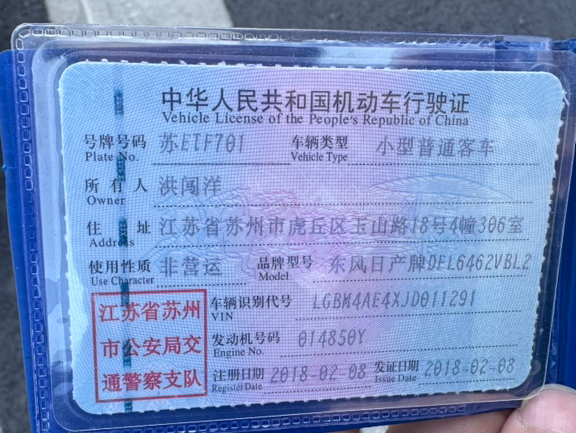 中华人民共和国机动车行驶证
Vehicle License of the People's Republic of China
号牌号码 苏ETF701 车辆类型 小型普通客车
Plate No. Vehicle Type
所有人 洪闯洋
Owner
住址 江苏省苏州市虎丘区玉山路18号4幢306室
Address
使用性质 非营运 品牌型号 东风日产牌DFL6462VBL2
Use Character Model
江苏省苏州 车辆识别代号 LGBM4AE4XJD011291
VIN
市公安局交 发动机号码 014850Y
Engine No.
通警察支队 注册日期 2018-02-08 发证日期 2018-02-08
Register Date Issue Date